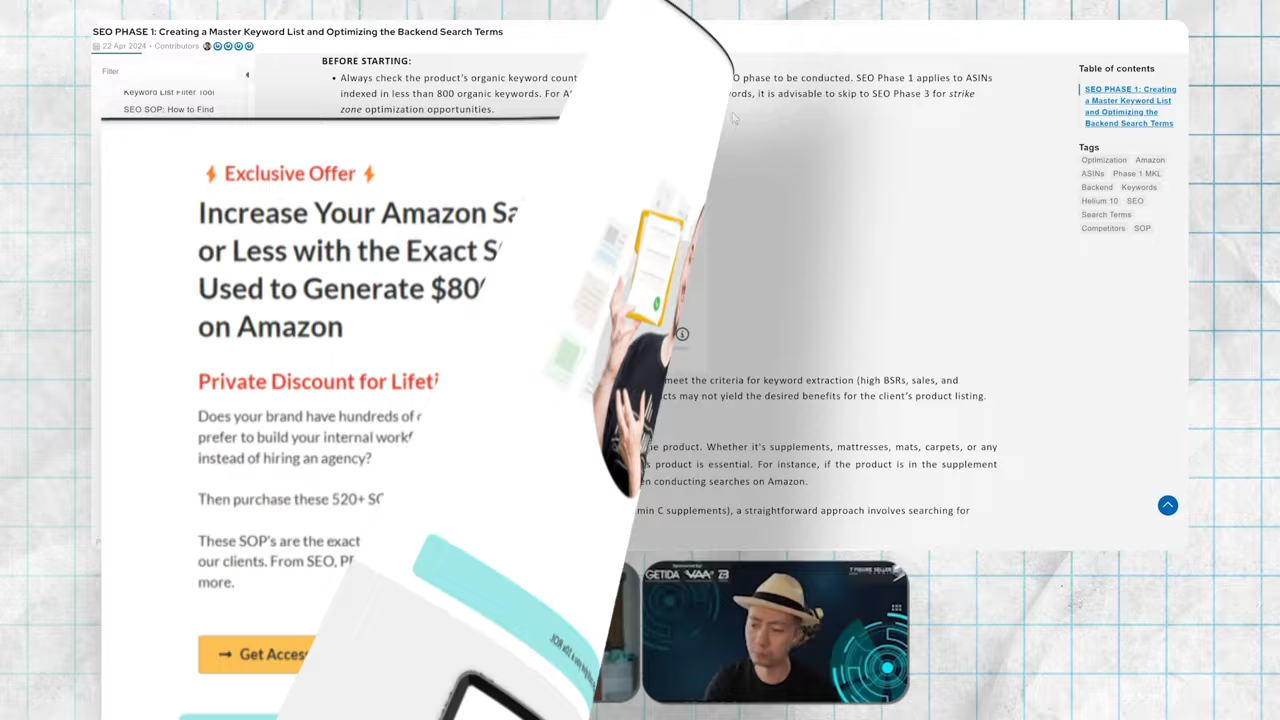 SEO PHASE 1: Creating a Master Keyword List and Optimizing the Backend Search Terms
22 Apr 2024 • Contributors
Filter
Keyword List Filter Tool
SEO SOP: How to Find
BEFORE STARTING:
• Always check the product's organic keyword count
O phase to be conducted. SEO Phase 1 applies to ASINs
indexed in less than 800 organic keywords. For
it is advisable to skip to SEO Phase 3 for strike
zone optimization opportunities.
Table of contents
SEO PHASE 1: Creating
a Master Keyword List
and Optimizing the
Backend Search Terms
Tags
Optimization Amazon
ASINs Phase 1 MKL
Backend Keywords
Helium 10 SEO
Search Terms
Competitors SOP
Exclusive Offer
Increase Your Amazon
or Less with the Exact
Used to Generate $80
on Amazon
Private Discount for
Does your brand have hundreds of
prefer to build your internal
instead of hiring an agency?
Then purchase these 520+
These SOP's are the exact
our clients. From SEO,
more.
→ Get
meet the criteria for keyword extraction (high BSRs, sales, and
may not yield the desired benefits for the client's product listing.
product. Whether it's supplements, mattresses, mats, carpets, or any
product is essential. For instance, if the product is in the supplement
conducting searches on Amazon.
C supplements), a straightforward approach involves searching for
Sponsored by:
GETIDA VAA
7 FIGURE SELLER